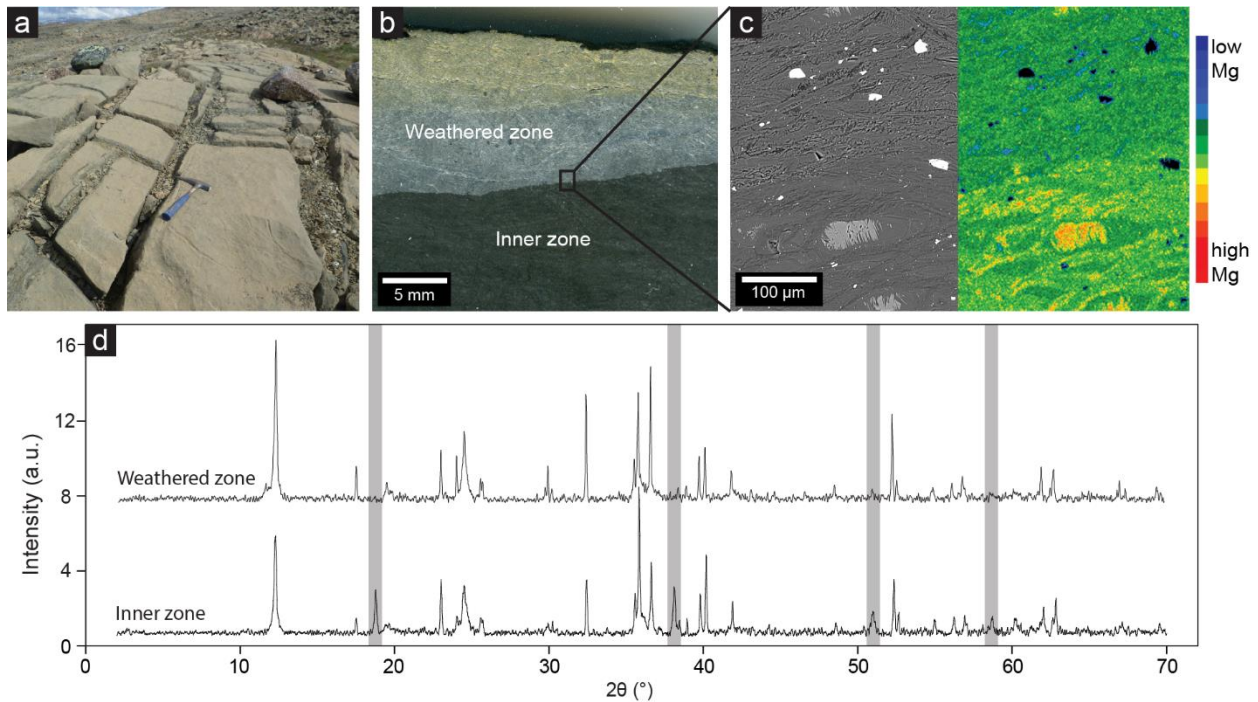 a
b
c
Weathered zone
Inner zone
5 mm
100 µm
low
Mg
high
Mg
d
16
12
8
4
0
Intensity (a.u.)
Weathered zone
Inner zone
0 10 20 30 40 50 60 70
2θ (°)